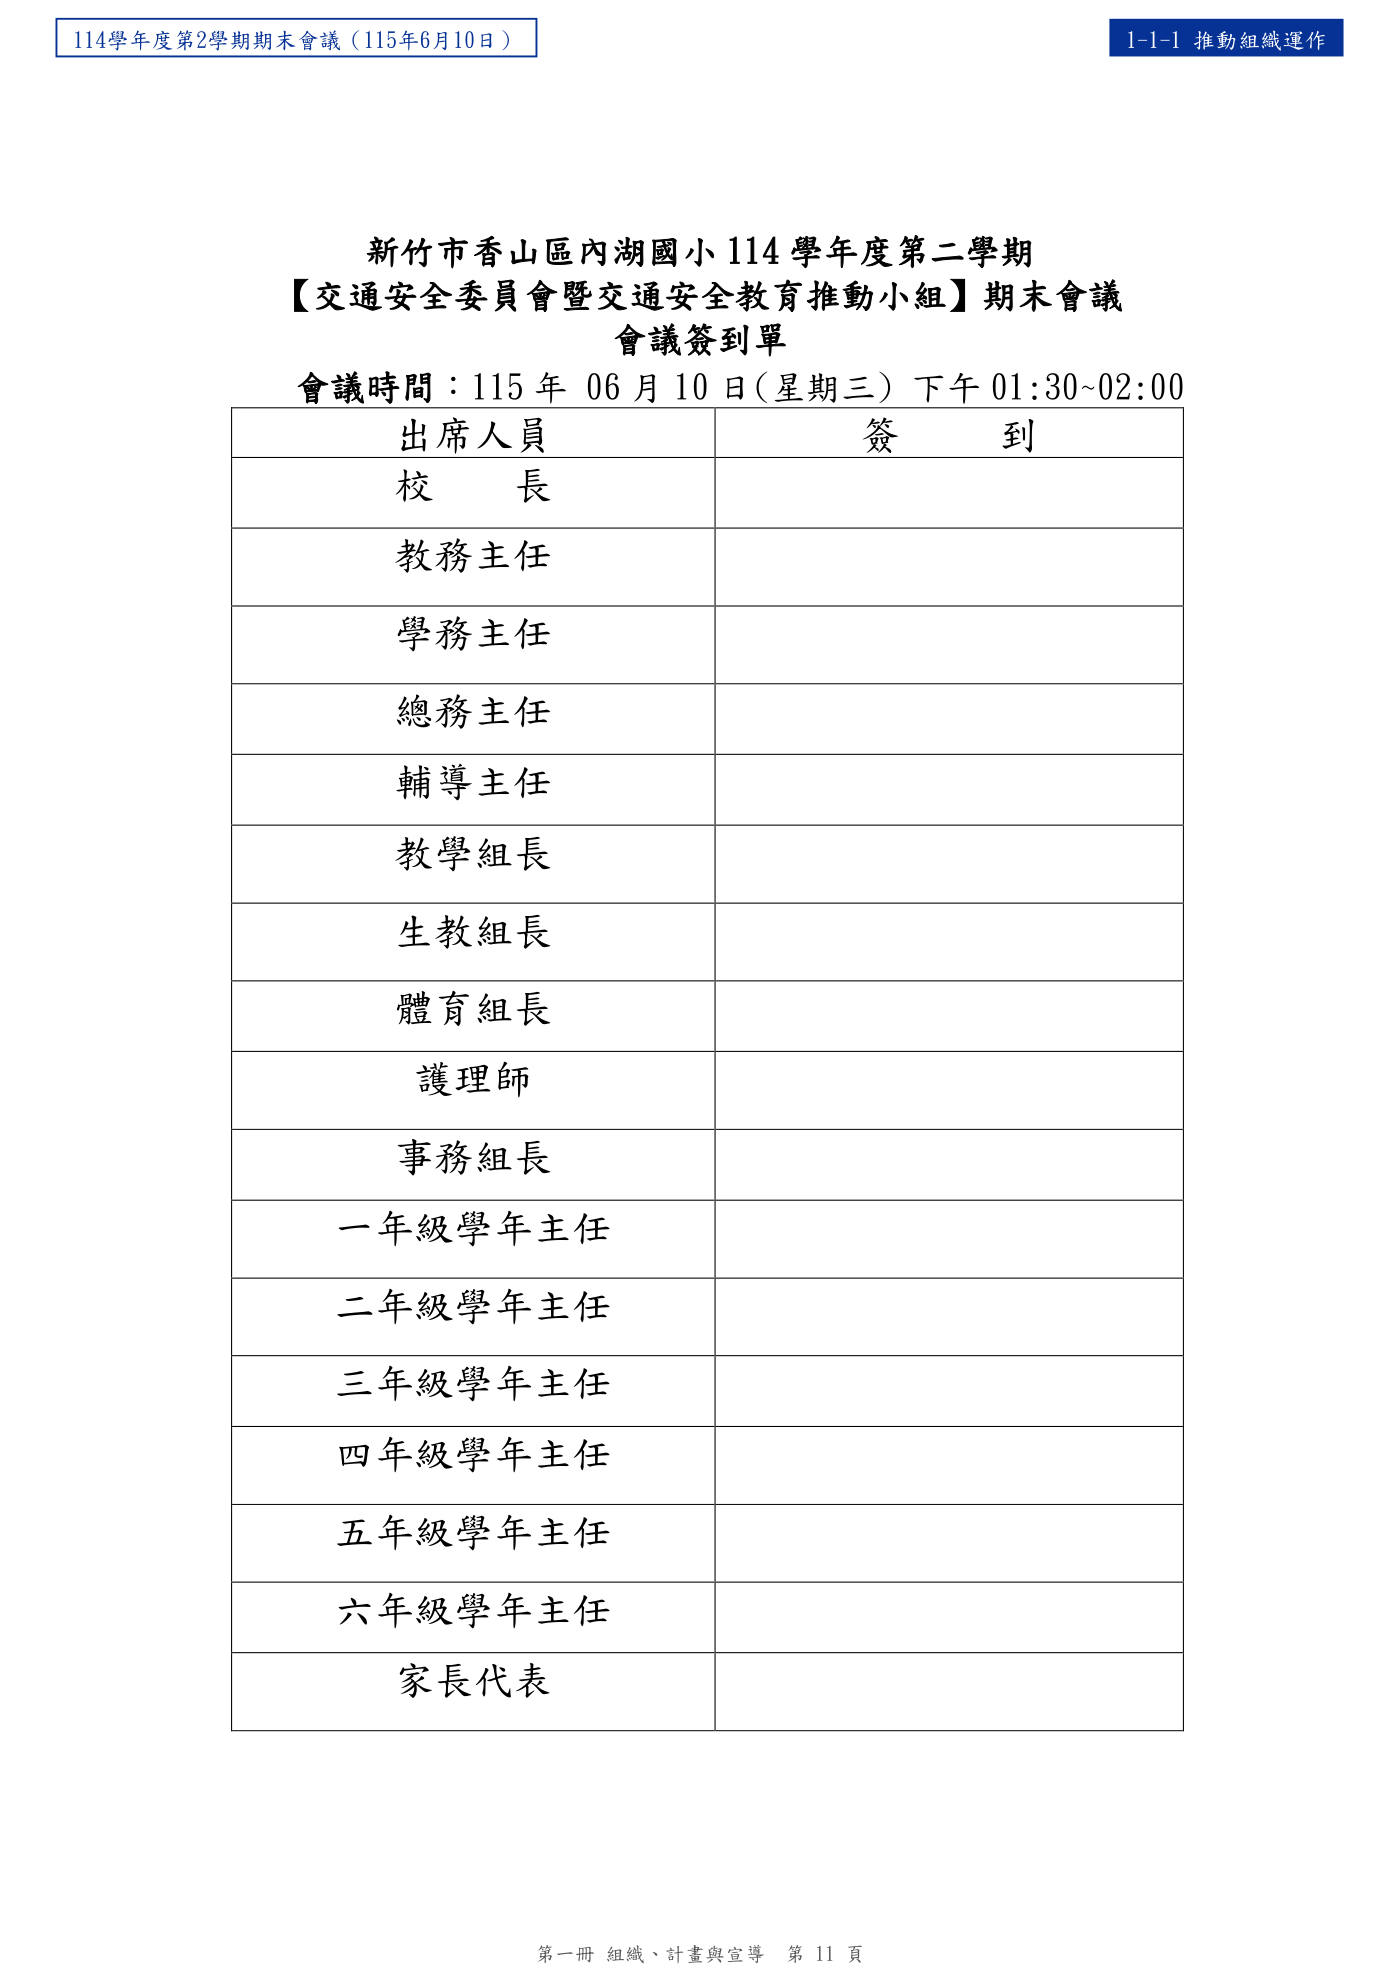 114學年度第2學期期末會議（115年6月10日）
1-1-1 推動組織運作
新竹市香山區內湖國小 114 學年度第二學期
【交通安全委員會暨交通安全教育推動小組】期末會議
會議簽到單
會議時間：115 年 06 月 10 日(星期三) 下午 01:30~02:00
出席人員 簽 到
校 長
教務主任
學務主任
總務主任
輔導主任
教學組長
生教組長
體育組長
護理師
事務組長
一年級學年主任
二年級學年主任
三年級學年主任
四年級學年主任
五年級學年主任
六年級學年主任
家長代表
第一冊 組織、計畫與宣導 第 11 頁